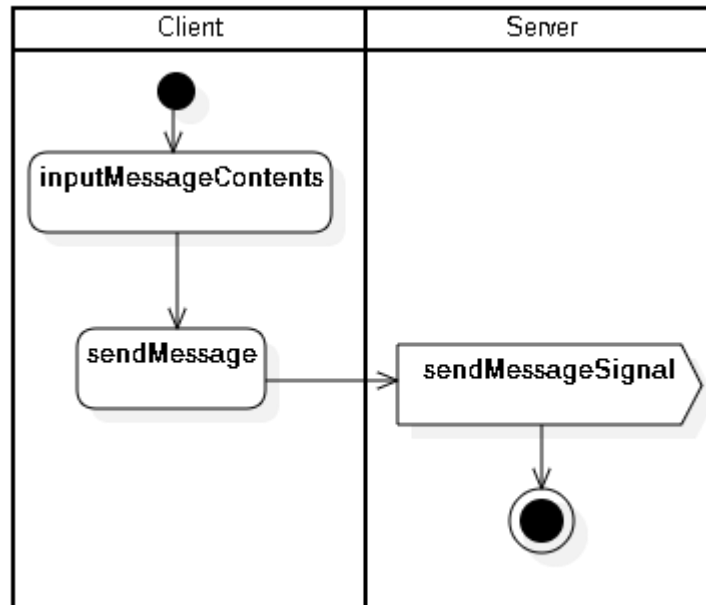 Client
Server
inputMessageContents
sendMessage
sendMessageSignal